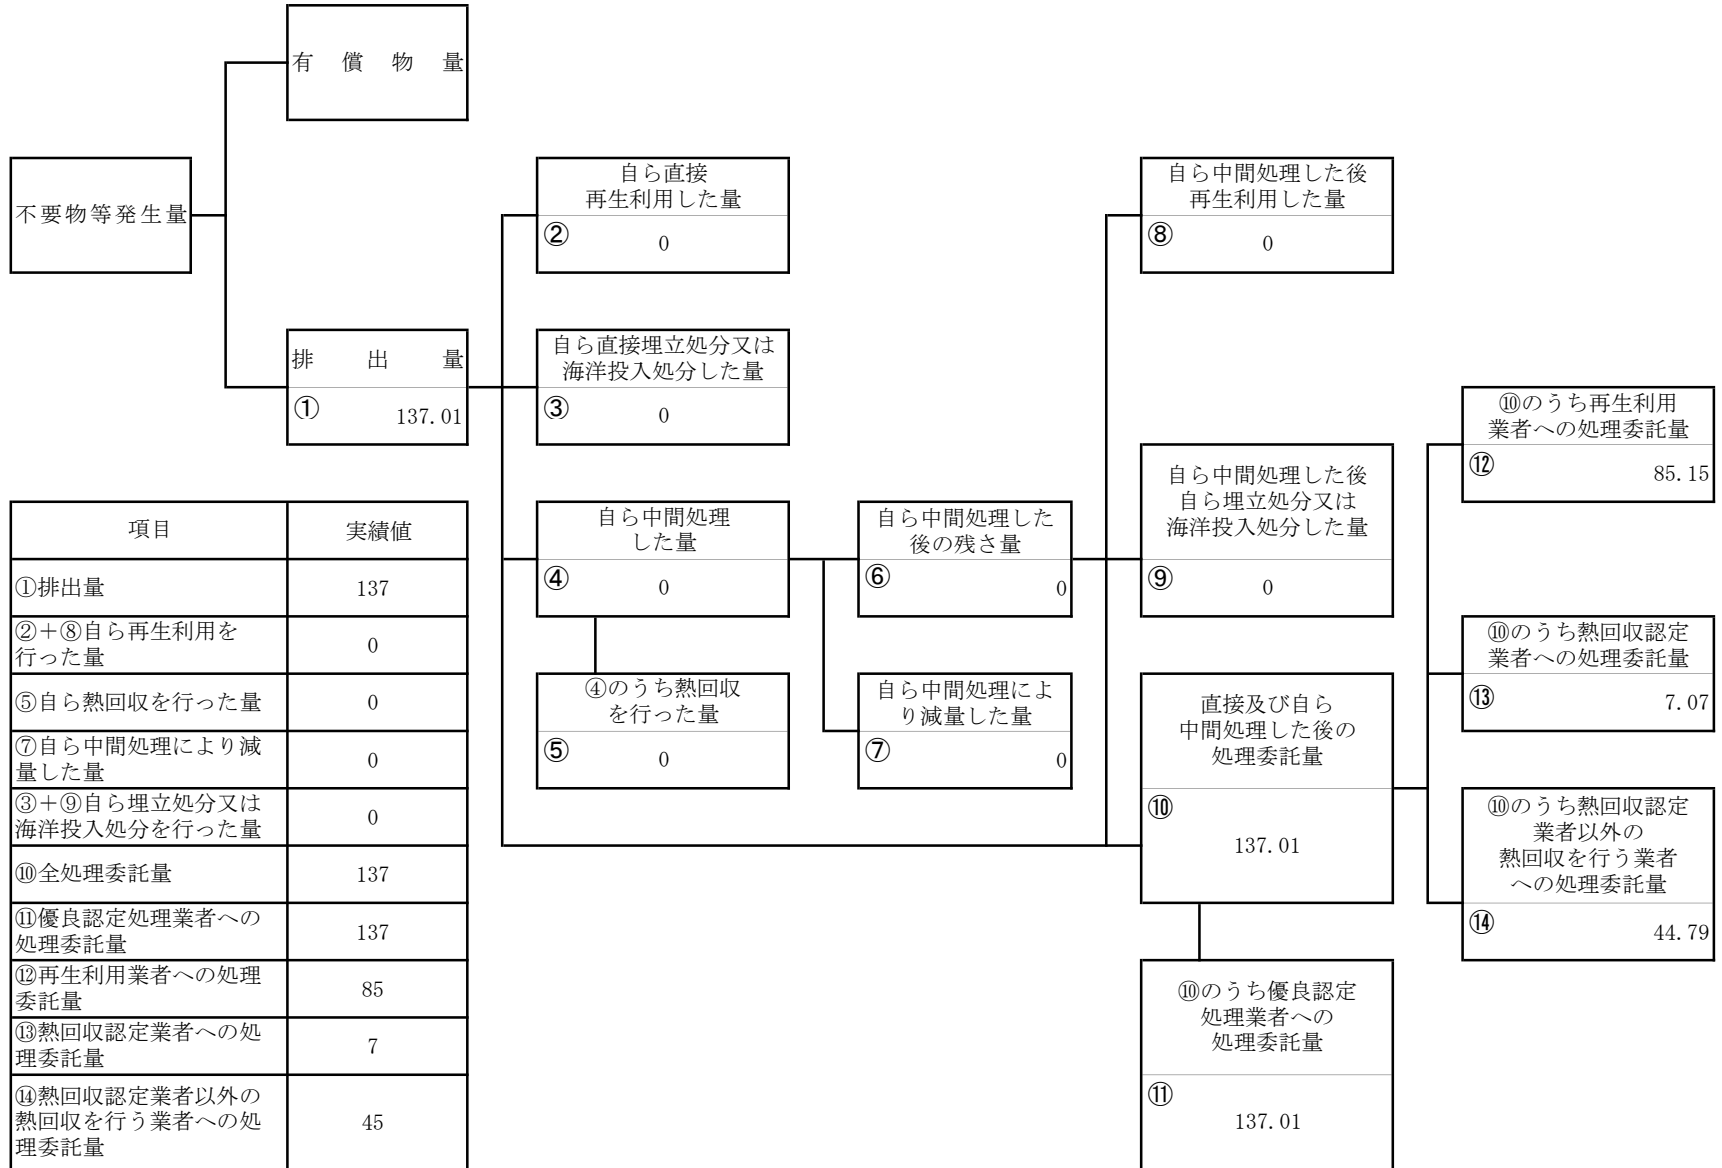 有償物量
不要物等発生量
排出量
① 137.01
自ら直接
再生利用した量
② 0
自ら直接埋立処分又は
海洋投入処分した量
③ 0
自ら中間処理
した量
④ 0
④のうち熱回収
を行った量
⑤ 0
自ら中間処理した
後の残さ量
⑥ 0
自ら中間処理によ
り減量した量
⑦ 0
自ら中間処理した後
再生利用した量
⑧ 0
自ら中間処理した後
自ら埋立処分又は
海洋投入処分した量
⑨ 0
直接及び自ら
中間処理した後の
処理委託量
⑩
137.01
⑩のうち優良認定
処理業者への
処理委託量
⑪
137.01
⑩のうち再生利用
業者への処理委託量
⑫ 85.15
⑩のうち熱回収認定
業者への処理委託量
⑬ 7.07
⑩のうち熱回収認定
業者以外の
熱回収を行う業者
への処理委託量
⑭ 44.79
項目 実績値
①排出量 137
②＋⑧自ら再生利用を
行った量 0
⑤自ら熱回収を行った量 0
⑦自ら中間処理により減
量した量 0
③＋⑨自ら埋立処分又は
海洋投入処分を行った量 0
⑩全処理委託量 137
⑪優良認定処理業者への
処理委託量 137
⑫再生利用業者への処理
委託量 85
⑬熱回収認定業者への処
理委託量 7
⑭熱回収認定業者以外の
熱回収を行う業者への処
理委託量 45